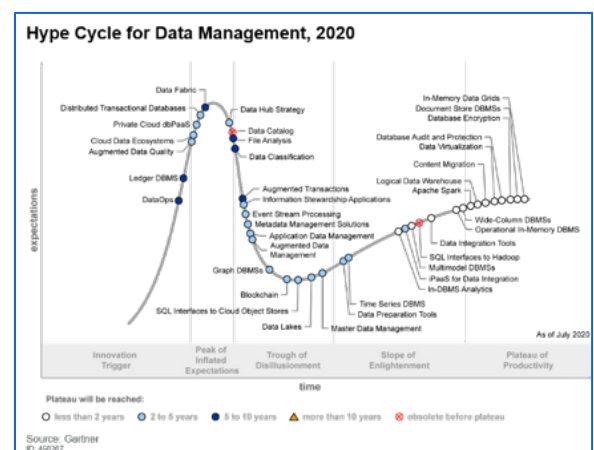 Hype Cycle for Data Management, 2020
expectations
Data Fabric
Distributed Transactional Databases
Private Cloud dbPaaS
Cloud Data Ecosystems
Augmented Data Quality
Ledger DBMS
DataOps
Data Hub Strategy
Data Catalog
File Analysis
Data Classification
Augmented Transactions
Information Stewardship Applications
Event Stream Processing
Metadata Management Solutions
Application Data Management
Augmented Data
Management
Graph DBMSs
Blockchain
SQL Interfaces to Cloud Object Stores
Data Lakes
Master Data Management
Data Preparation Tools
Time Series DBMS
In-DBMS Analytics
iPaaS for Data Integration
Multimodel DBMSs
SQL Interfaces to Hadoop
Data Integration Tools
Operational In-Memory DBMS
Wide-Column DBMSs
Apache Spark
Logical Data Warehouse
Content Migration
Data Virtualization
Database Audit and Protection
Database Encryption
Document Store DBMSs
In-Memory Data Grids
As of July 2020
Innovation
Trigger
Peak of
Inflated
Expectations
Trough of
Disillusionment
Slope of
Enlightenment
Plateau of
Productivity
time
Plateau will be reached:
less than 2 years
2 to 5 years
5 to 10 years
more than 10 years
obsolete before plateau
Source: Gartner